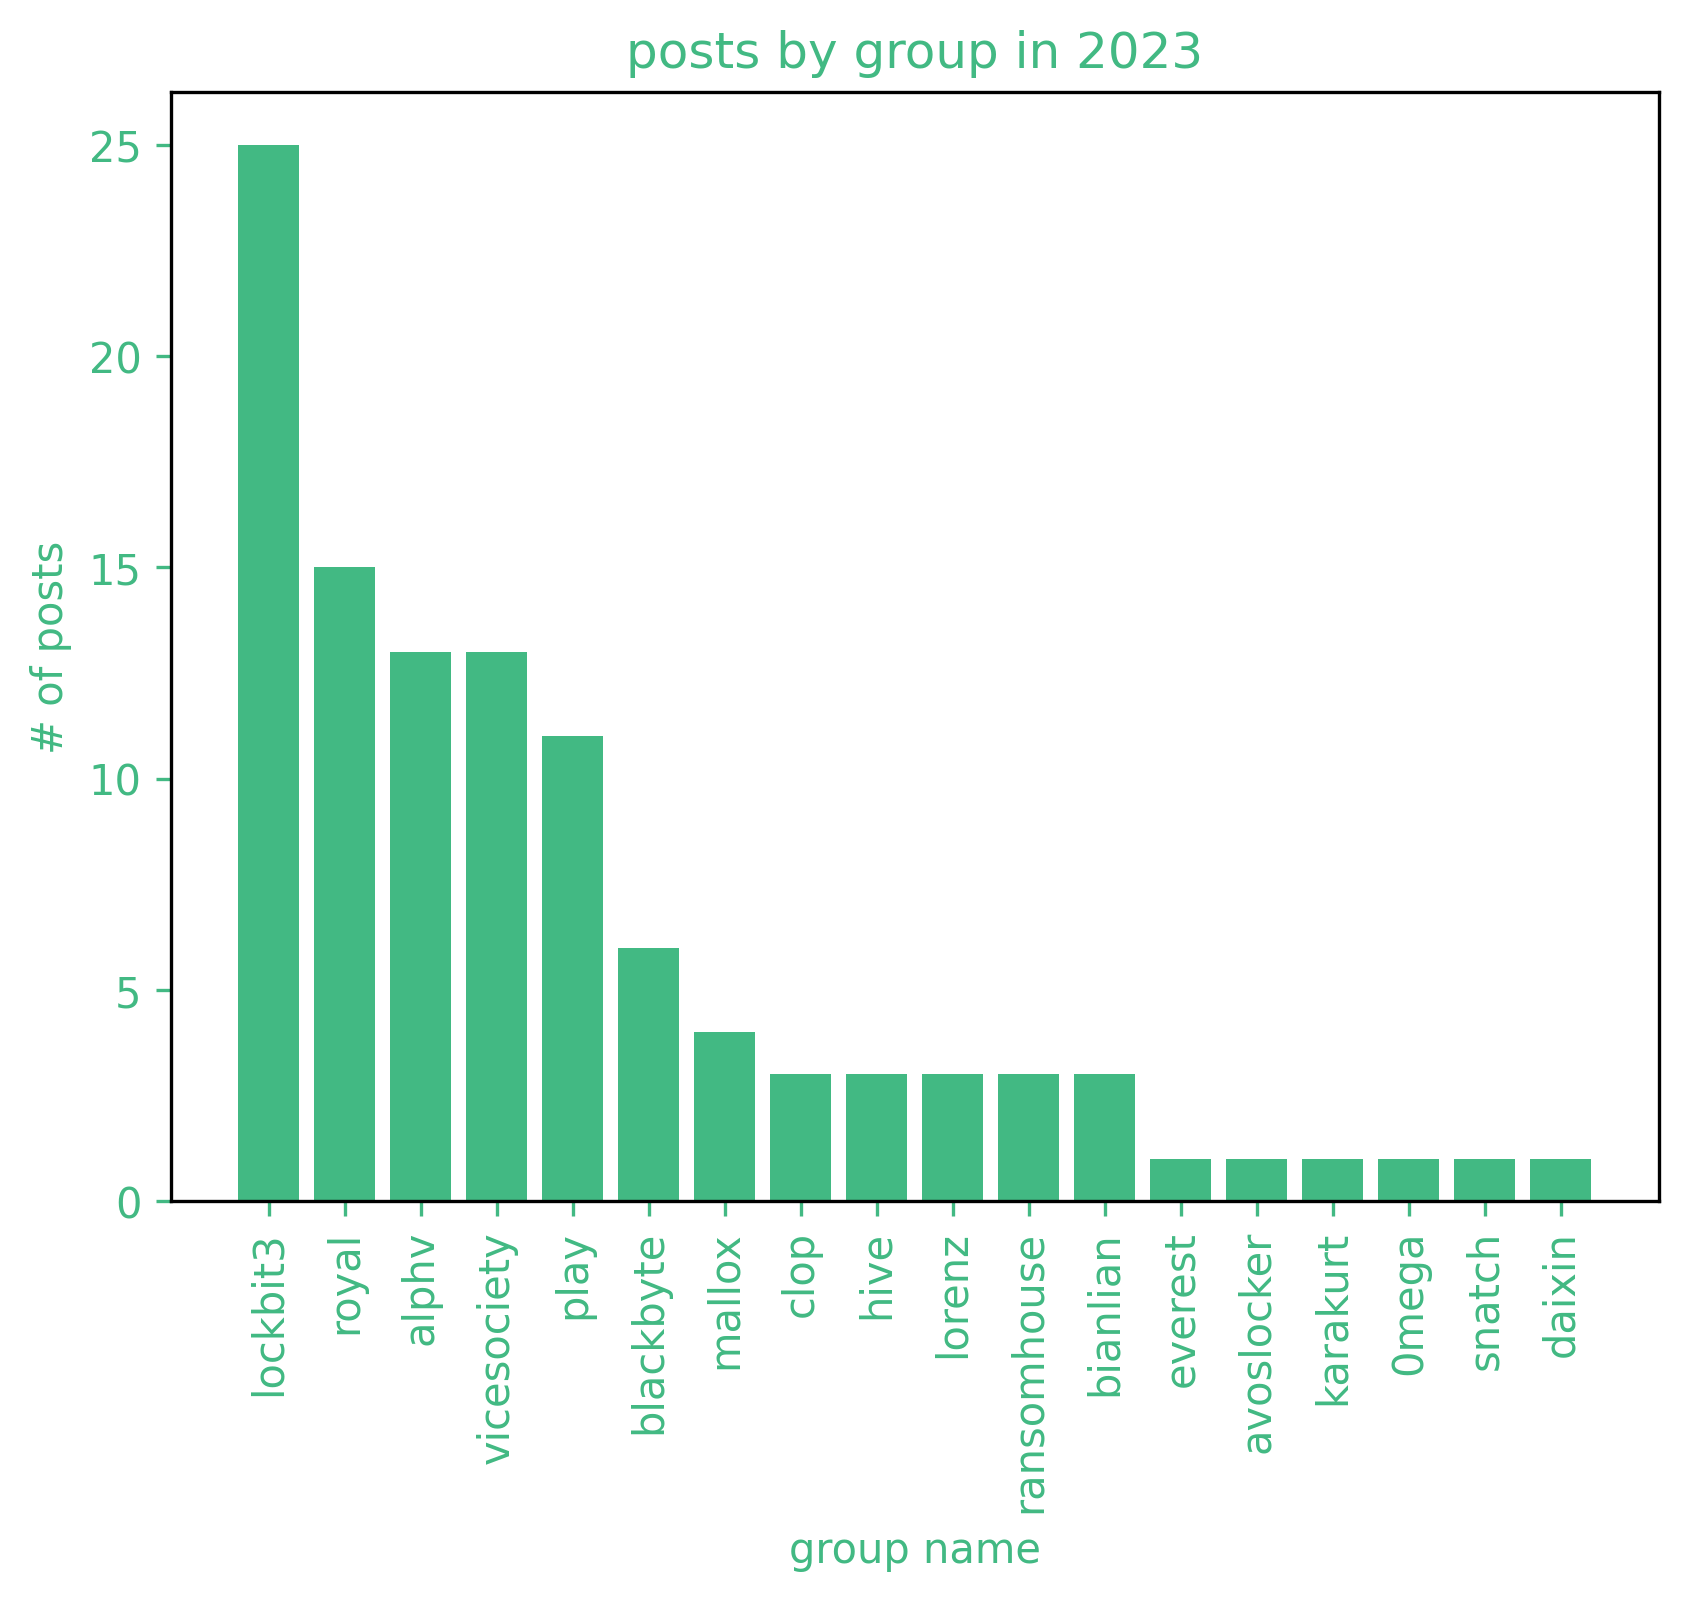 posts by group in 2023
# of posts
25
20
15
10
5
0
lockbit3
royal
alphv
vicesociety
play
blackbyte
mallox
clop
hive
lorenz
ransomhouse
bianlian
everest
avoslocker
karakurt
0mega
snatch
daixin
group name